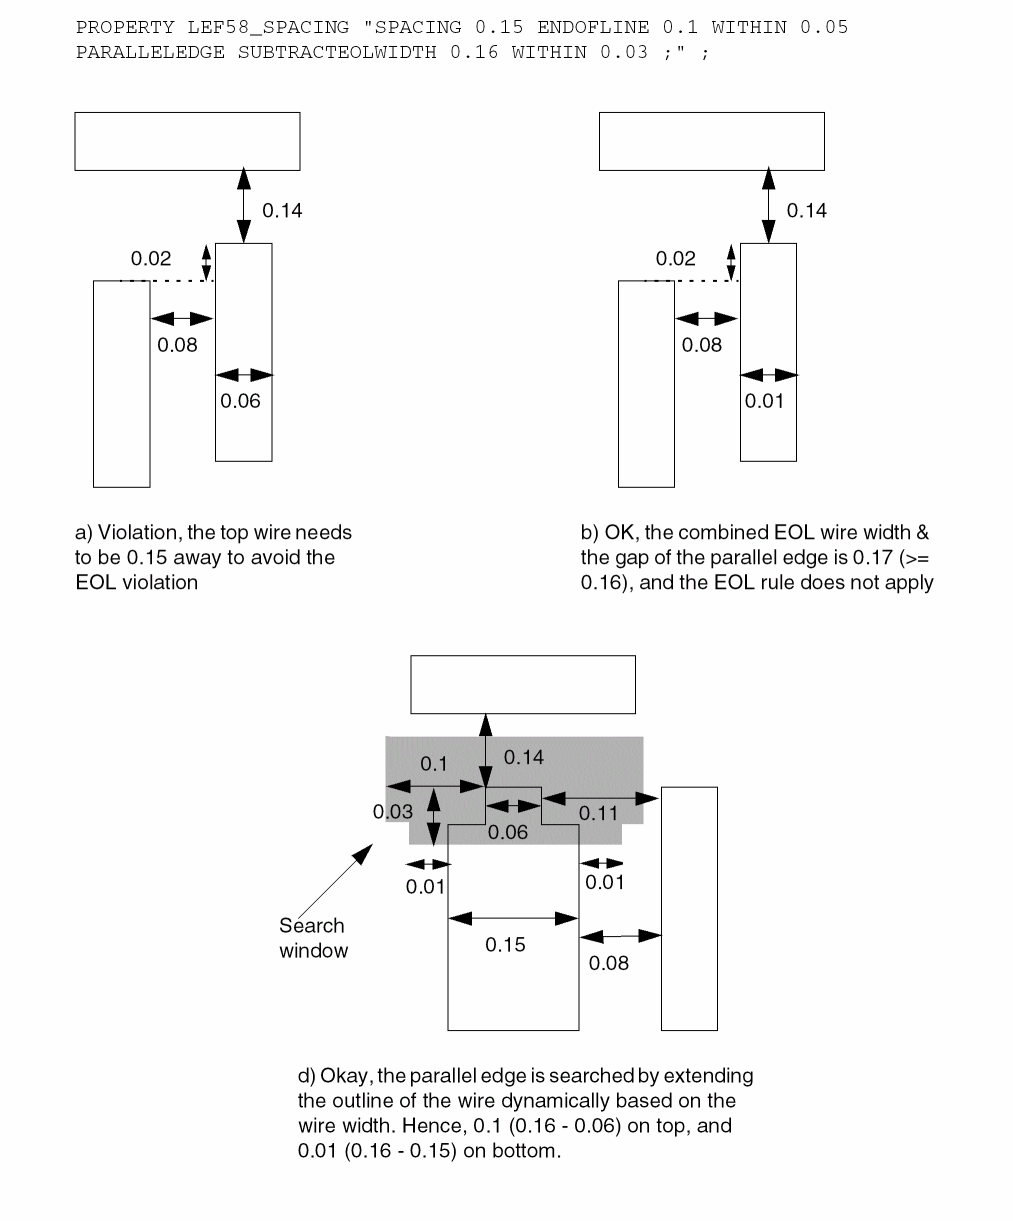 PROPERTY LEF58_SPACING "SPACING 0.15 ENDOFLINE 0.1 WITHIN 0.05
PARALLELEDGE SUBTRACTEOLWIDTH 0.16 WITHIN 0.03 ;" ;
0.14
0.02
0.08
0.06
a) Violation, the top wire needs
to be 0.15 away to avoid the
EOL violation
0.14
0.02
0.08
0.01
b) OK, the combined EOL wire width &
the gap of the parallel edge is 0.17 (>=
0.16), and the EOL rule does not apply
0.14
0.1
0.03
0.11
0.06
0.01
0.01
Search
window
0.15
0.08
d) Okay, the parallel edge is searched by extending
the outline of the wire dynamically based on the
wire width. Hence, 0.1 (0.16 - 0.06) on top, and
0.01 (0.16 - 0.15) on bottom.